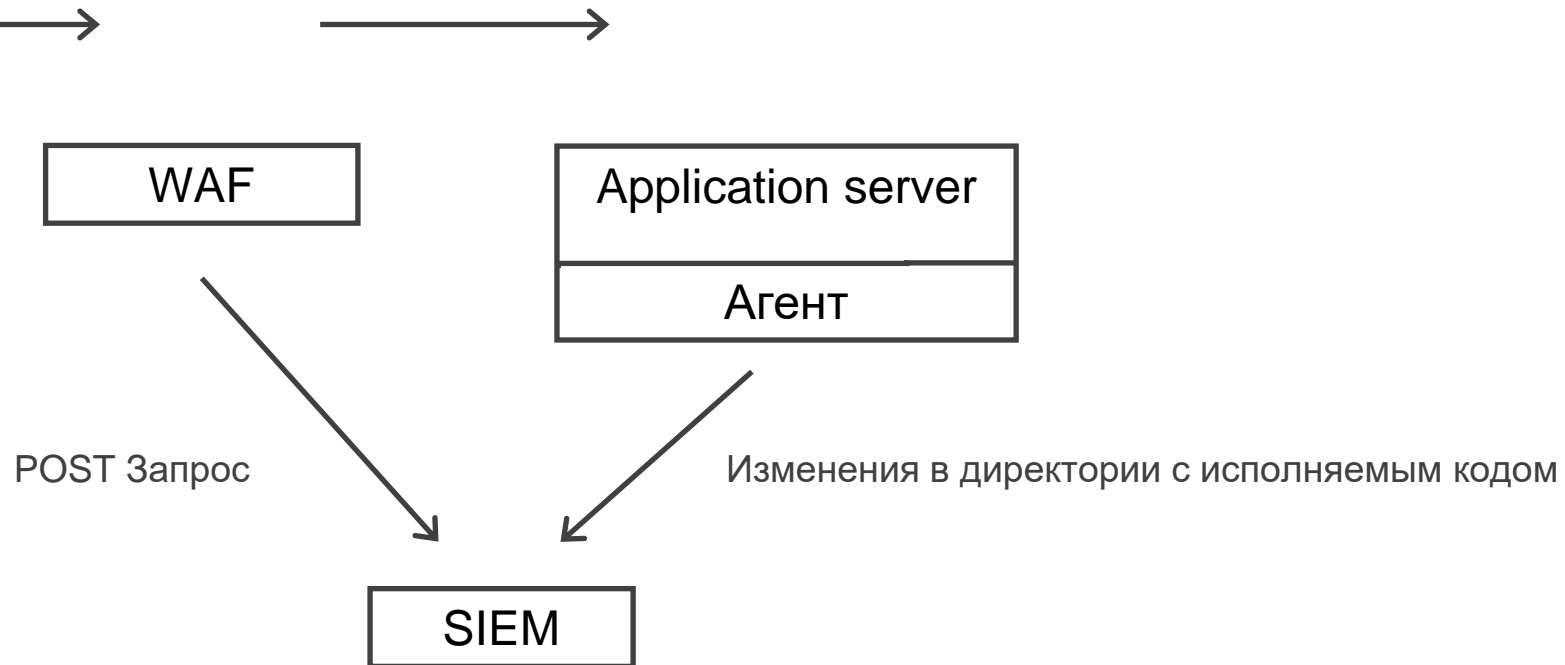 WAF
Application server
Агент
POST Запрос
Изменения в директории с исполняемым кодом
SIEM